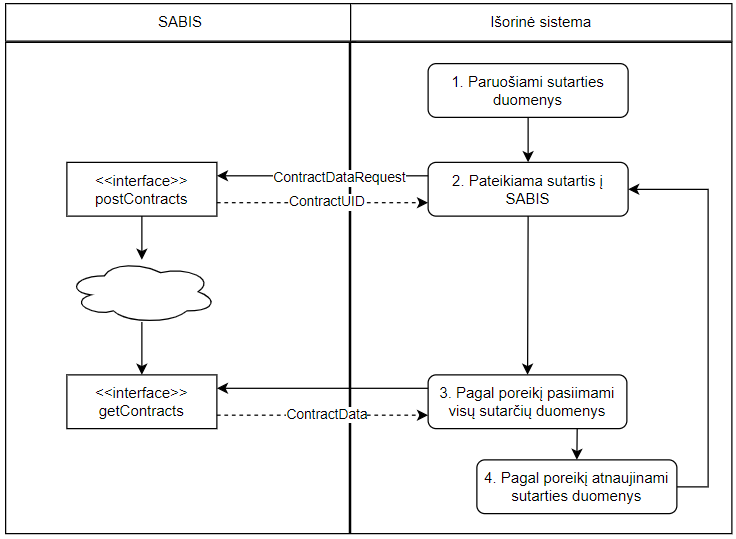 SABIS
Išorinė sistema
1. Paruošiami sutarties
duomenys
<<interface>>
postContracts
ContractDataRequest
ContractUID
2. Pateikiama sutartis į
SABIS
<<interface>>
getContracts
ContractData
3. Pagal poreikį pasiimami
visų sutarčių duomenys
4. Pagal poreikį atnaujinami
sutarties duomenys